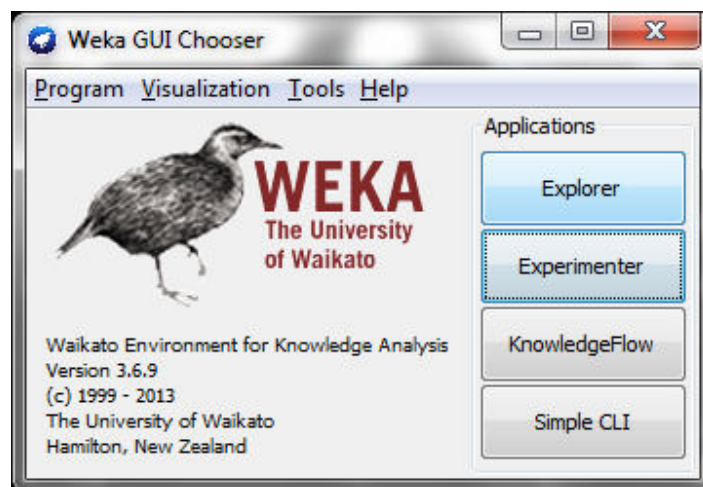 Weka GUI Chooser
Program Visualization Tools Help
WEKA
The University
of Waikato
Waikato Environment for Knowledge Analysis
Version 3.6.9
(c) 1999 - 2013
The University of Waikato
Hamilton, New Zealand
Applications
Explorer
Experimenter
KnowledgeFlow
Simple CLI